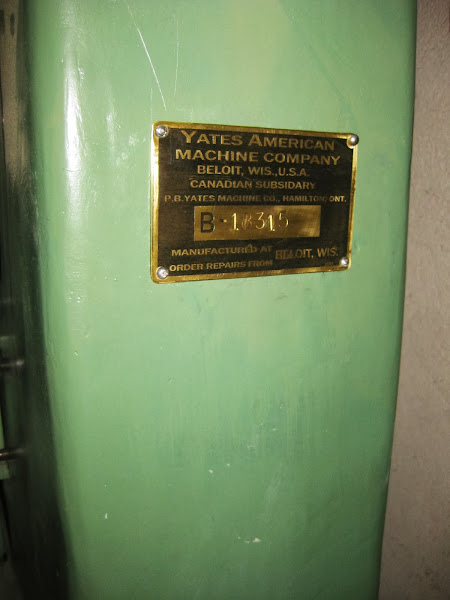 YATES AMERICAN
MACHINE COMPANY
BELOIT, WIS., U.S.A.
CANADIAN SUBSIDARY
P.B. YATES MACHINE CO., HAMILTON, ONT.
MANUFACTURED AT BELOIT, WIS.
ORDER REPAIRS FROM